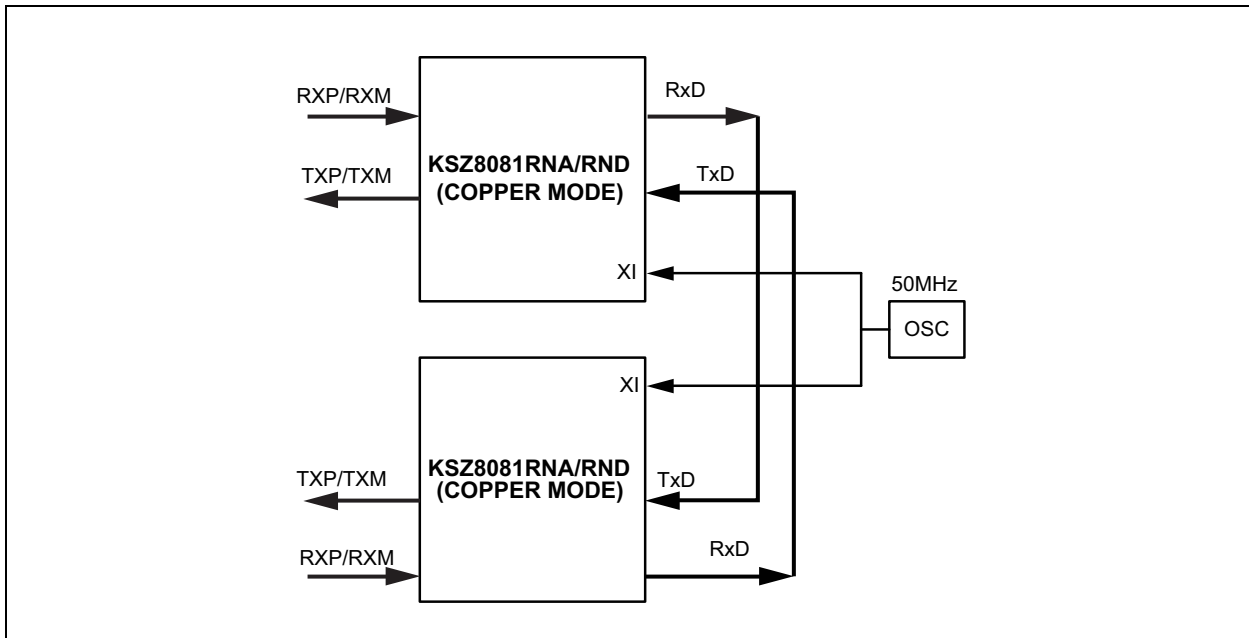 RXP/RXM
RxD
KSZ8081RNA/RND
(COPPER MODE)
TXP/TXM
TxD
XI
50MHz
OSC
XI
KSZ8081RNA/RND
(COPPER MODE)
TXP/TXM
TxD
RXP/RXM
RxD